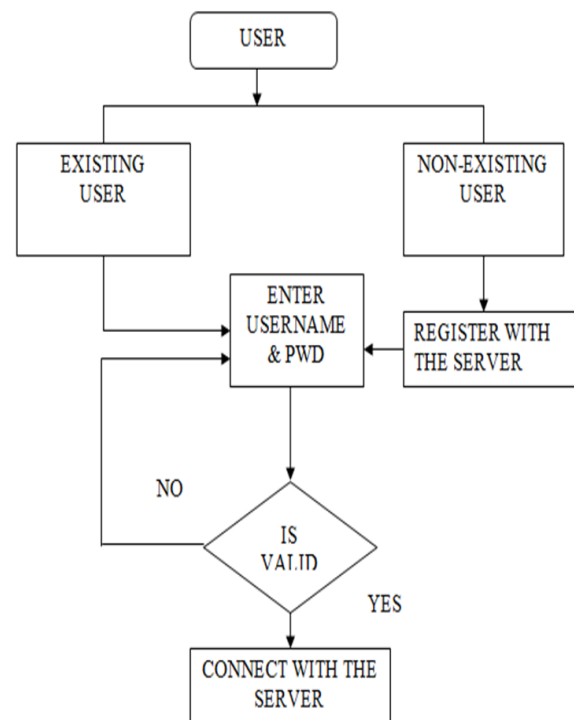 USER
EXISTING
USER
NON-EXISTING
USER
ENTER
USERNAME
& PWD
REGISTER WITH
THE SERVER
NO
IS
VALID
YES
CONNECT WITH THE
SERVER